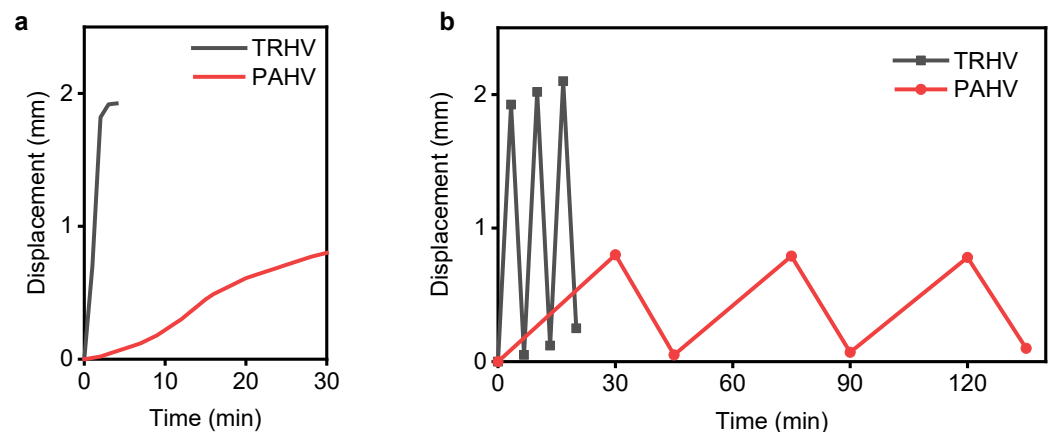 a
TRHV
PAHV
Displacement (mm)
2
1
0
0 10 20 30
Time (min)
b
TRHV
PAHV
Displacement (mm)
2
1
0
0 30 60 90 120
Time (min)